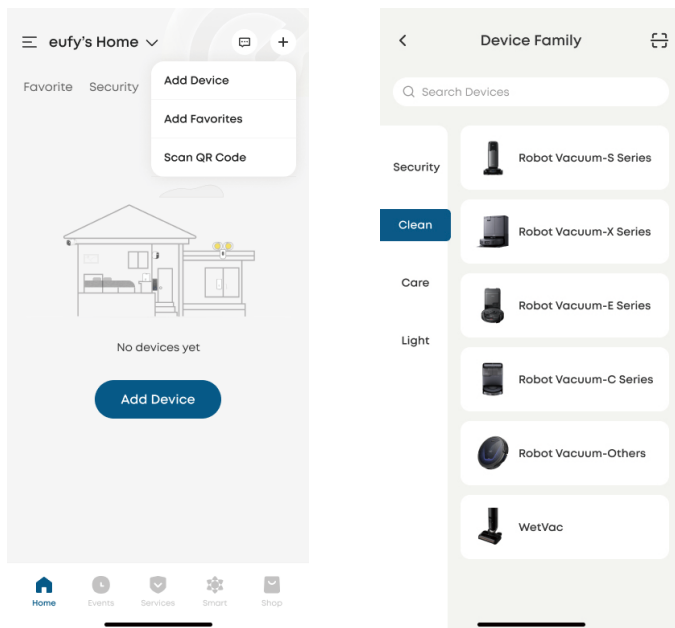 eufy's Home
Favorite Security
Add Device
Add Favorites
Scan QR Code
No devices yet
Add Device
Home Events Services Smart Shop
Device Family
Search Devices
Security
Clean
Care
Light
Robot Vacuum-S Series
Robot Vacuum-X Series
Robot Vacuum-E Series
Robot Vacuum-C Series
Robot Vacuum-Others
WetVac